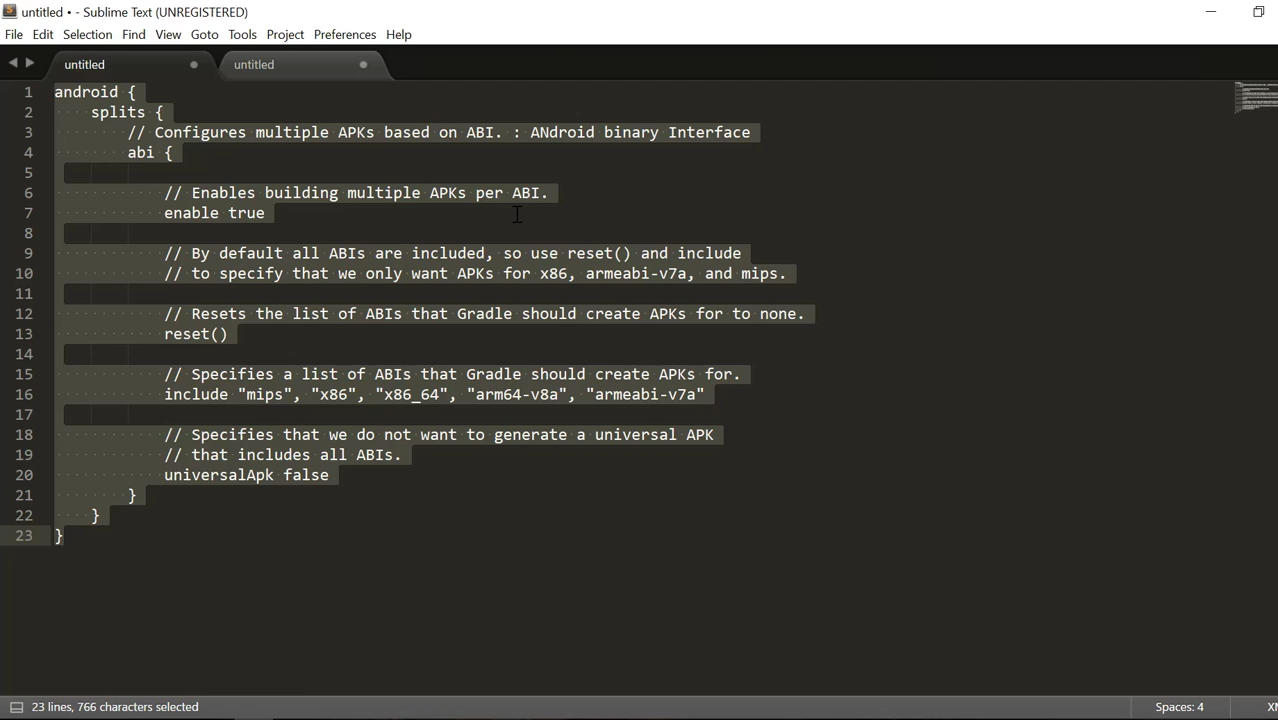 untitled • - Sublime Text (UNREGISTERED)
File Edit Selection Find View Goto Tools Project Preferences Help
untitled untitled
1 android {
2 splits {
3 // Configures multiple APKs based on ABI. : ANdroid binary Interface
4 abi {
5
6 // Enables building multiple APKs per ABI.
7 enable true
8
9 // By default all ABIs are included, so use reset() and include
10 // to specify that we only want APKs for x86, armeabi-v7a, and mips.
11
12 // Resets the list of ABIs that Gradle should create APKs for to none.
13 reset()
14
15 // Specifies a list of ABIs that Gradle should create APKs for.
16 include "mips", "x86", "x86_64", "arm64-v8a", "armeabi-v7a"
17
18 // Specifies that we do not want to generate a universal APK
19 // that includes all ABIs.
20 universalApk false
21 }
22 }
23 }
23 lines, 766 characters selected Spaces: 4